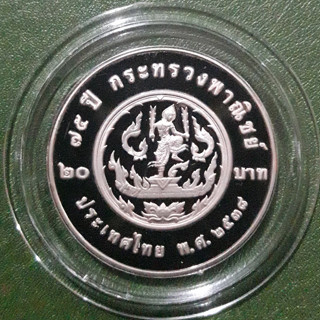 ๗๕ ปี กระทรวงพาณิชย์
๒๐ บาท
ประเทศไทย พ.ศ. ๒๕๓๘